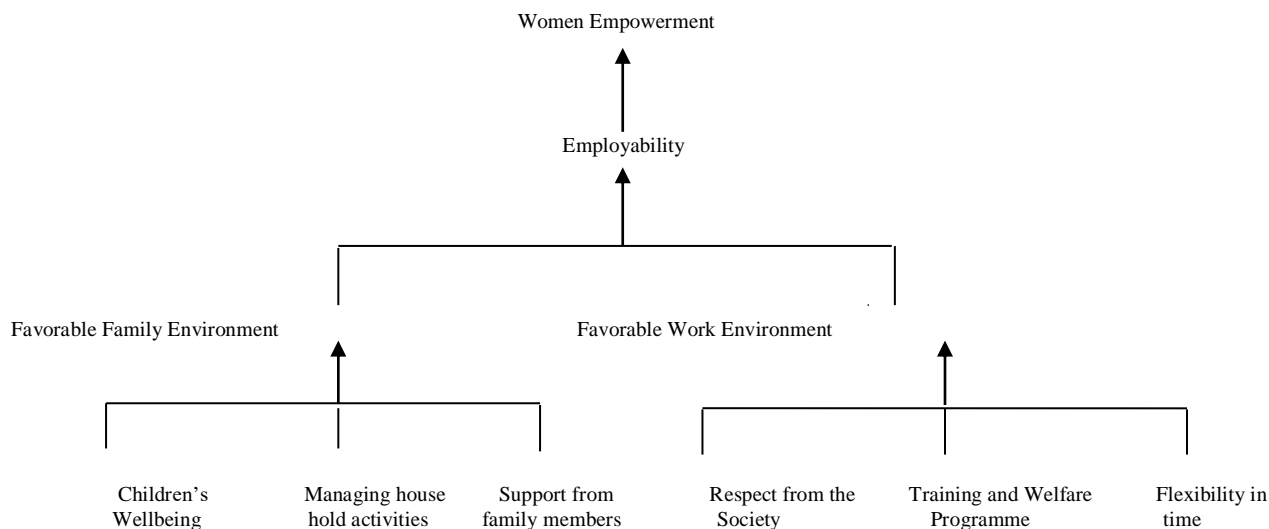 Women Empowerment
Employability
Favorable Family Environment
Favorable Work Environment
Children's
Wellbeing
Managing house
hold activities
Support from
family members
Respect from the
Society
Training and Welfare
Programme
Flexibility in
time